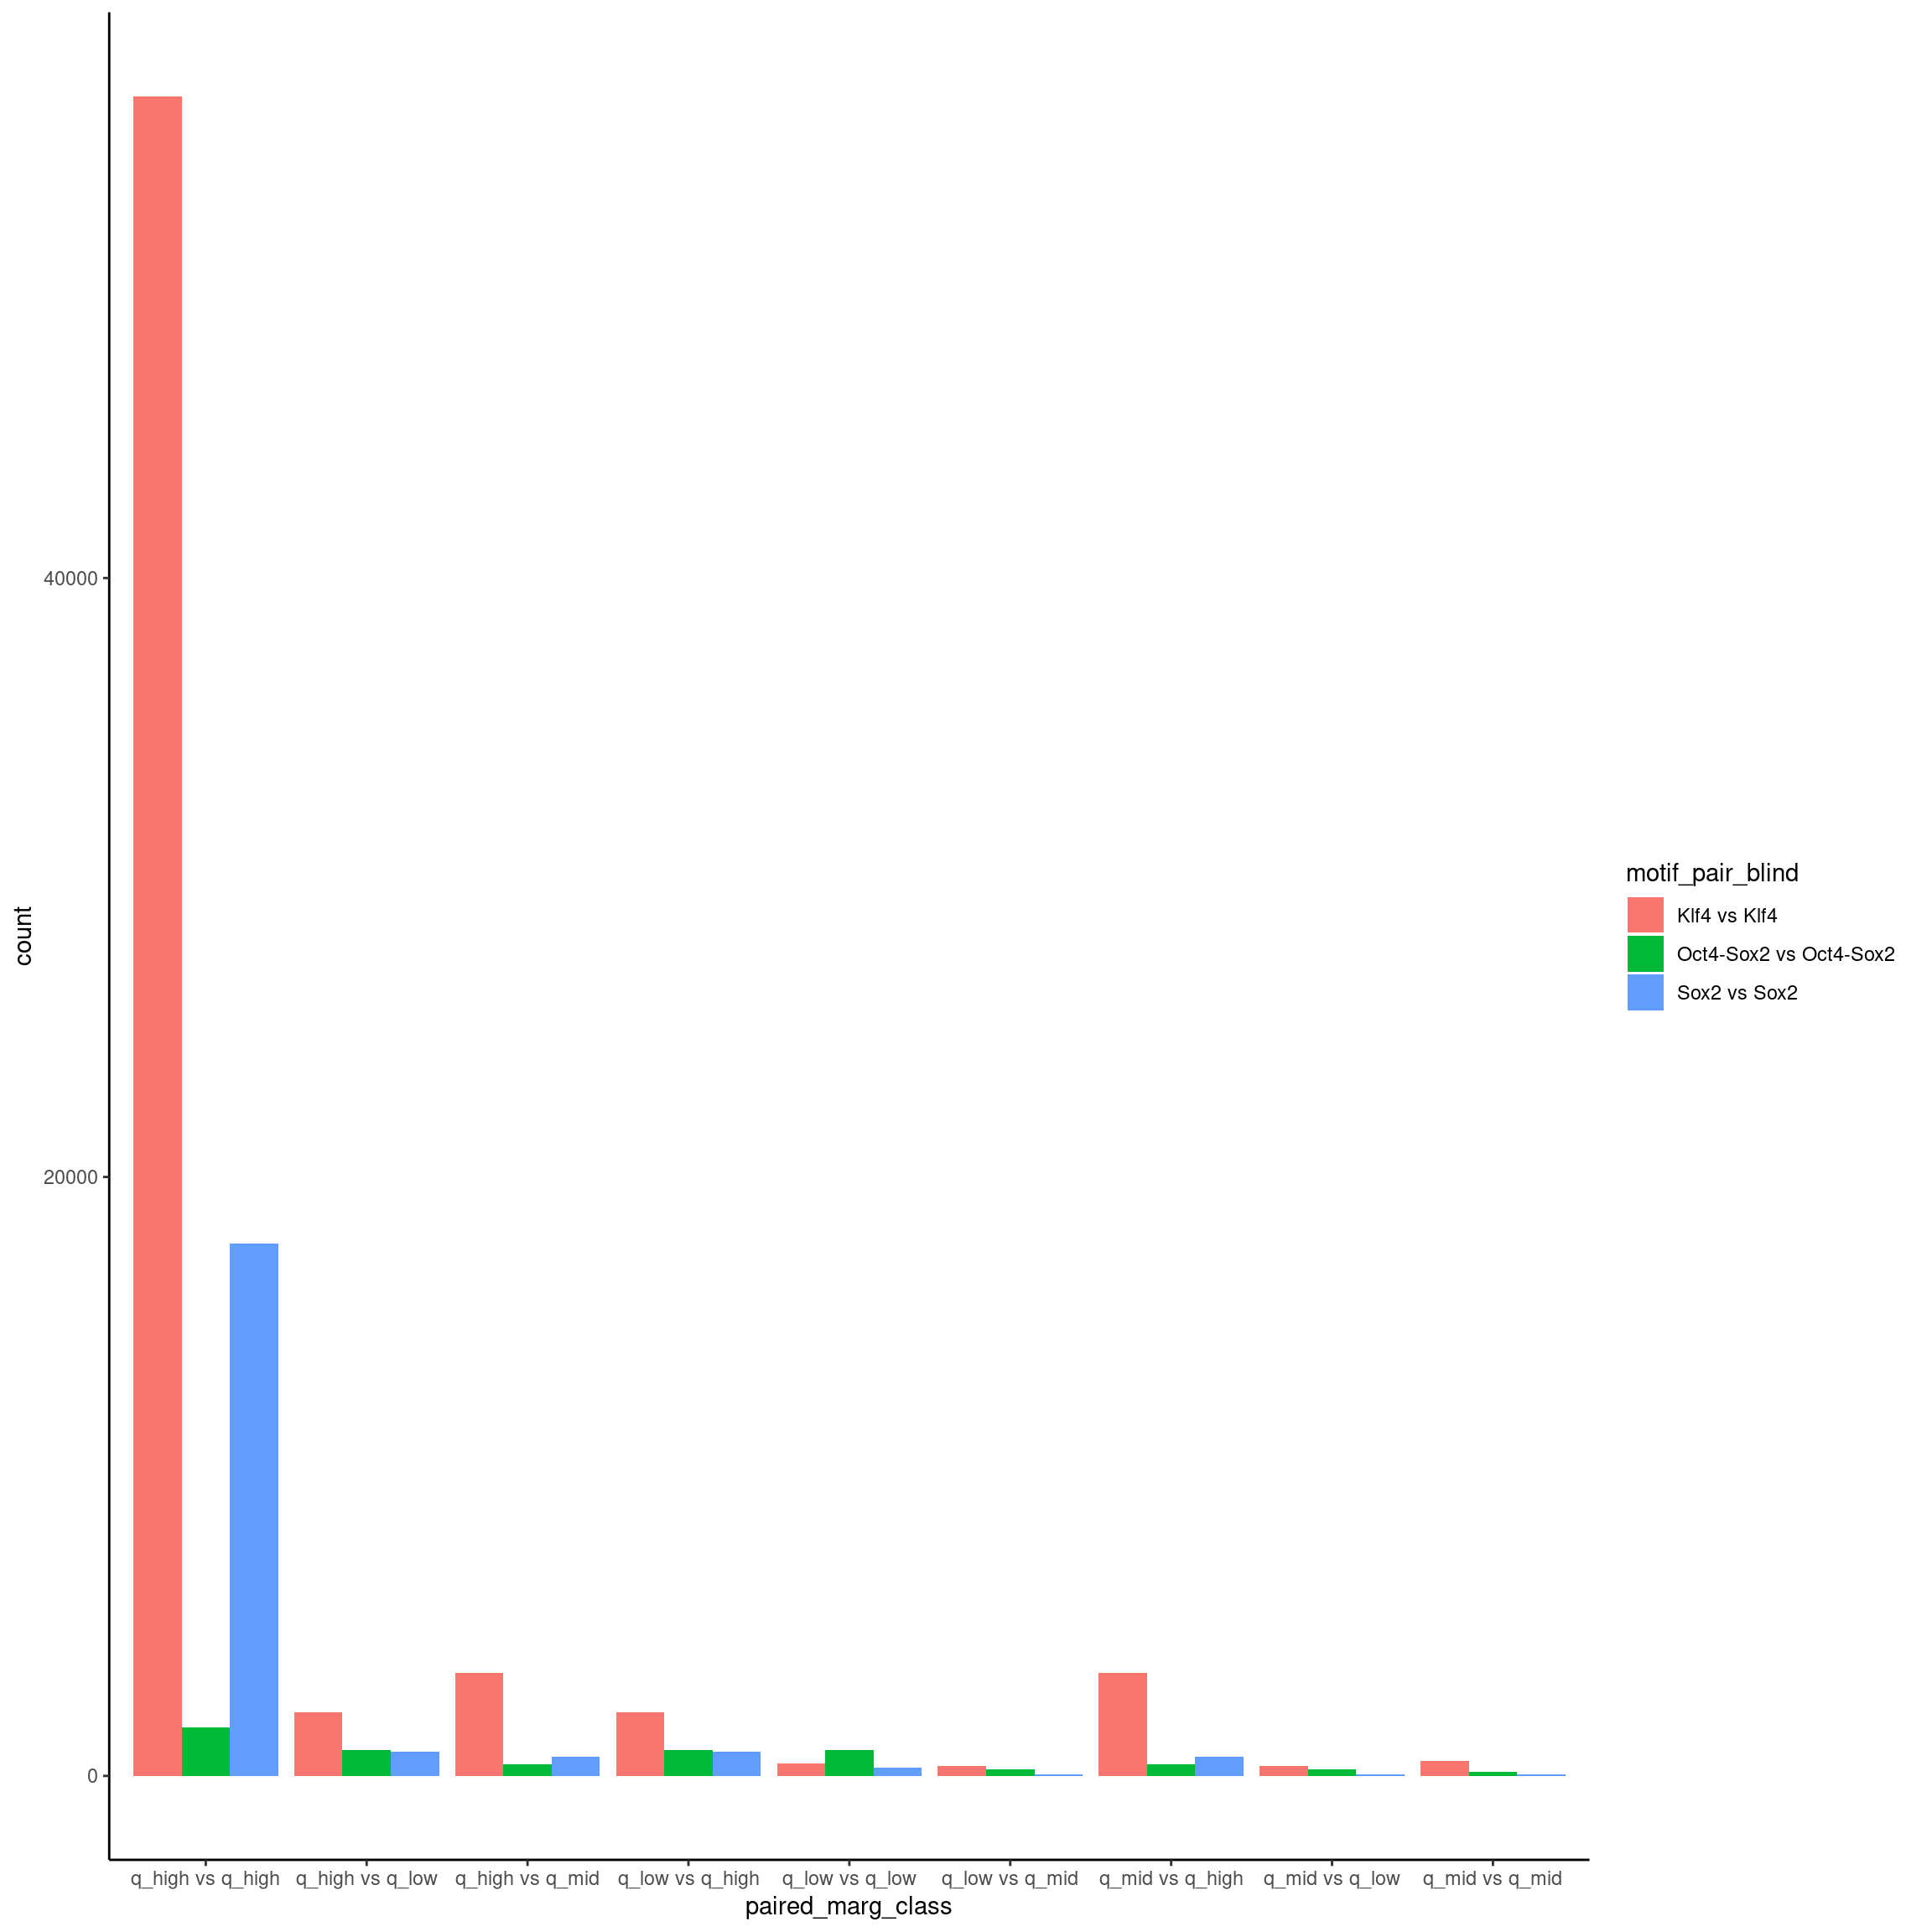 count
40000
20000
0
q_high vs q_high
q_high vs q_low
q_high vs q_mid
q_low vs q_high
q_low vs q_low
q_low vs q_mid
q_mid vs q_high
q_mid vs q_low
q_mid vs q_mid
paired_marg_class
motif_pair_blind
Klf4 vs Klf4
Oct4-Sox2 vs Oct4-Sox2
Sox2 vs Sox2